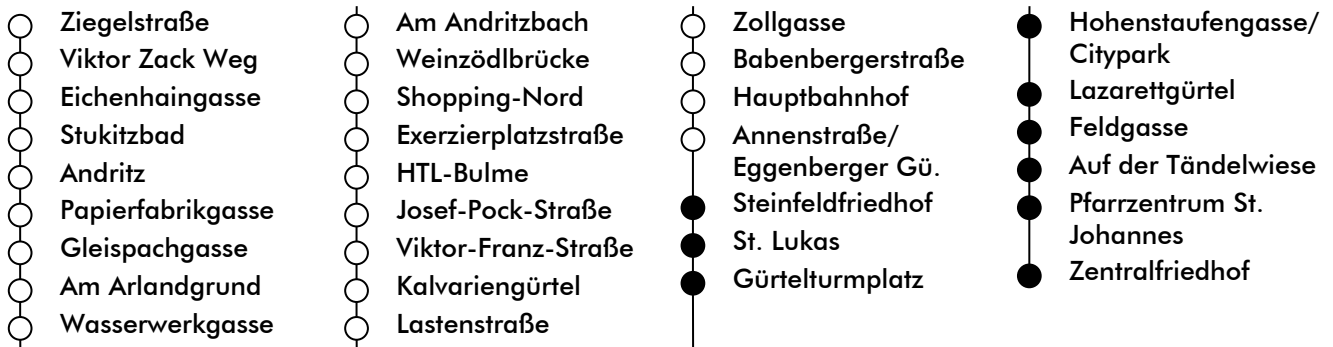 Ziegelstraße
Viktor Zack Weg
Eichenhaingasse
Stukitzbad
Andritz
Papierfabrikgasse
Gleispachgasse
Am Arlandgrund
Wasserwerkgasse
Am Andritzbach
Weinzödlbrücke
Shopping-Nord
Exerzierplatzstraße
HTL-Bulme
Josef-Pock-Straße
Viktor-Franz-Straße
Kalvariengürtel
Lastenstraße
Zollgasse
Babenbergerstraße
Hauptbahnhof
Annenstraße/
Eggenberger Gü.
Steinfeldfriedhof
St. Lukas
Gürtelturmplatz
Hohenstaufengasse/
Citypark
Lazarettgürtel
Feldgasse
Auf der Tändelwiese
Pfarrzentrum St.
Johannes
Zentralfriedhof